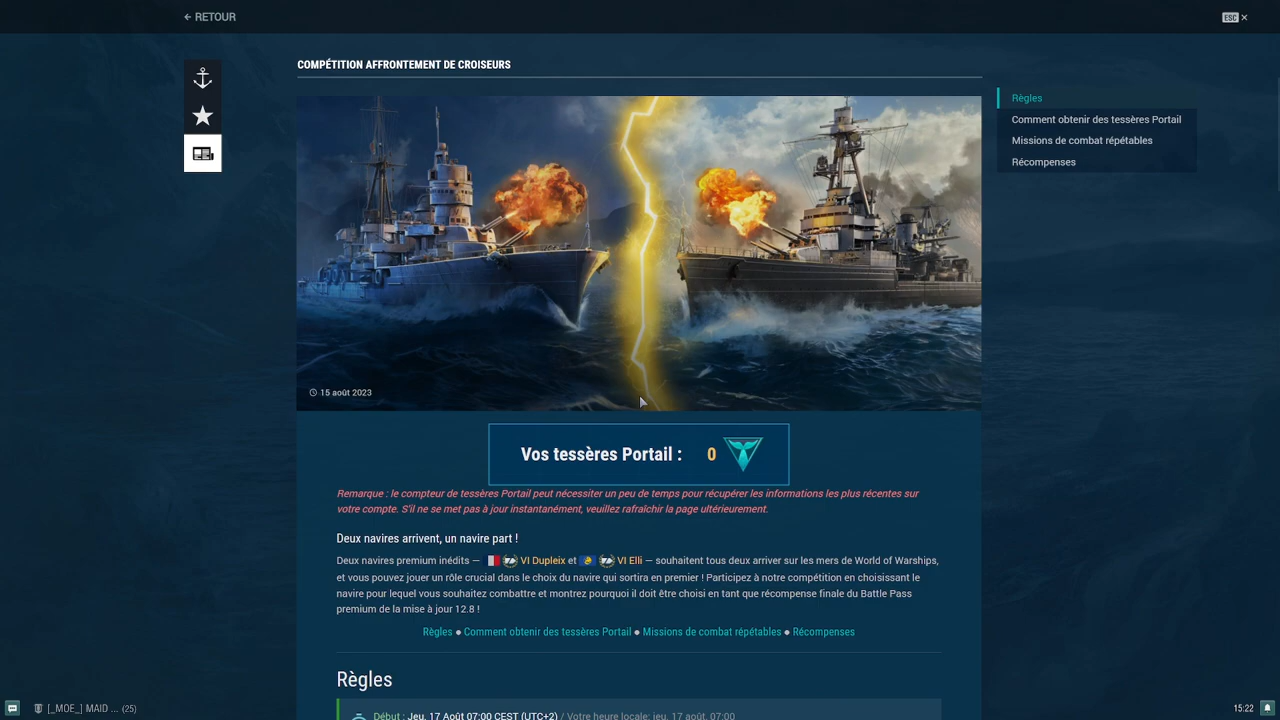 RETOUR
ESC
COMPÉTITION AFFRONTEMENT DE CROISEURS
Règles
Comment obtenir des tessères Portail
Missions de combat répétables
Récompenses
15 août 2023
Vos tessères Portail : 0
Remarque : le compteur de tessères Portail peut nécessiter un peu de temps pour récupérer les informations les plus récentes sur
votre compte. S'il ne se met pas à jour instantanément, veuillez rafraîchir la page ultérieurement.
Deux navires arrivent, un navire part !
Deux navires premium inédits — VI Dupleix et VI Elli — souhaitent tous deux arriver sur les mers de World of Warships,
et vous pouvez jouer un rôle crucial dans le choix du navire qui sortira en premier ! Participez à notre compétition en choisissant le
navire pour lequel vous souhaitez combattre et montrez pourquoi il doit être choisi en tant que récompense finale du Battle Pass
premium de la mise à jour 12.8 !
Règles ● Comment obtenir des tessères Portail ● Missions de combat répétables ● Récompenses
Règles
Début : Jeu. 17 Août 07:00 CEST (UTC+2) / Votre heure locale: jeu. 17 août. 07:00
[_MOE_] MAID ... (25)
15:22